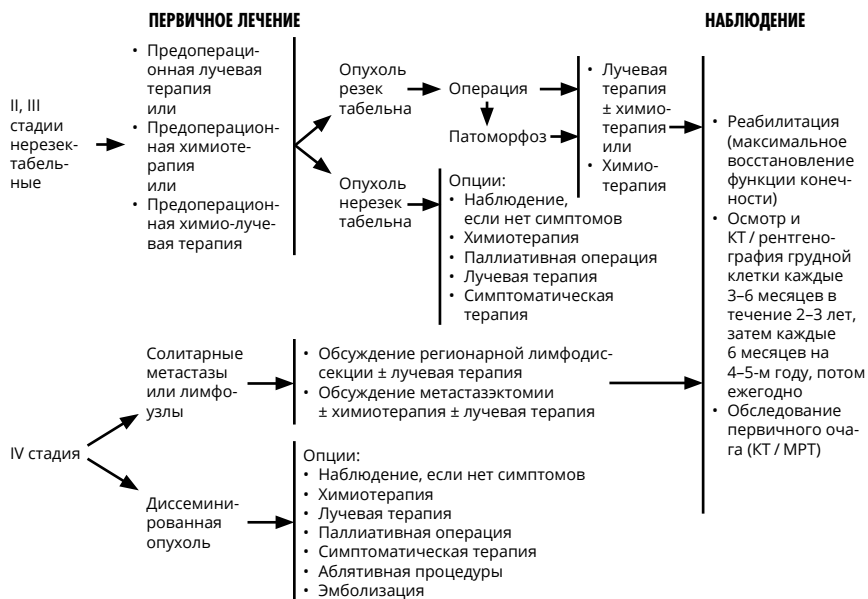 ПЕРВИЧНОЕ ЛЕЧЕНИЕ
НАБЛЮДЕНИЕ
II, III
стадии
нерезек-
табель-
ные
• Предопераци-
онная лучевая
терапия
или
• Предоперацион-
ная химиоте-
рапия
или
• Предоперацион-
ная химио-луче-
вая терапия
Опухоль
резек
табельна
Операция
Патоморфоз
• Лучевая
терапия
± химио-
терапия
или
• Химио-
терапия
Опухоль
нерезек
табельна
Опции:
• Наблюдение,
если нет симптомов
• Химиотерапия
• Паллиативная операция
• Лучевая терапия
• Симптоматическая
терапия
IV стадия
Солитарные
метастазы
или лимфо-
узлы
• Обсуждение регионарной лимфодис-
секции ± лучевая терапия
• Обсуждение метастазэктомии
± химиотерапия ± лучевая терапия
Диссемини-
рованная
опухоль
Опции:
• Наблюдение, если нет симптомов
• Химиотерапия
• Лучевая терапия
• Паллиативная операция
• Симптоматическая терапия
• Аблятивная процедуры
• Эмболизация
• Реабилитация
(максимальное
восстановление
функции конеч-
ности)
• Осмотр и
КТ / рентгено-
графия грудной
клетки каждые
3–6 месяцев в
течение 2–3 лет,
затем каждые
6 месяцев на
4–5-м году, потом
ежегодно
• Обследование
первичного оча-
га (КТ / МРТ)